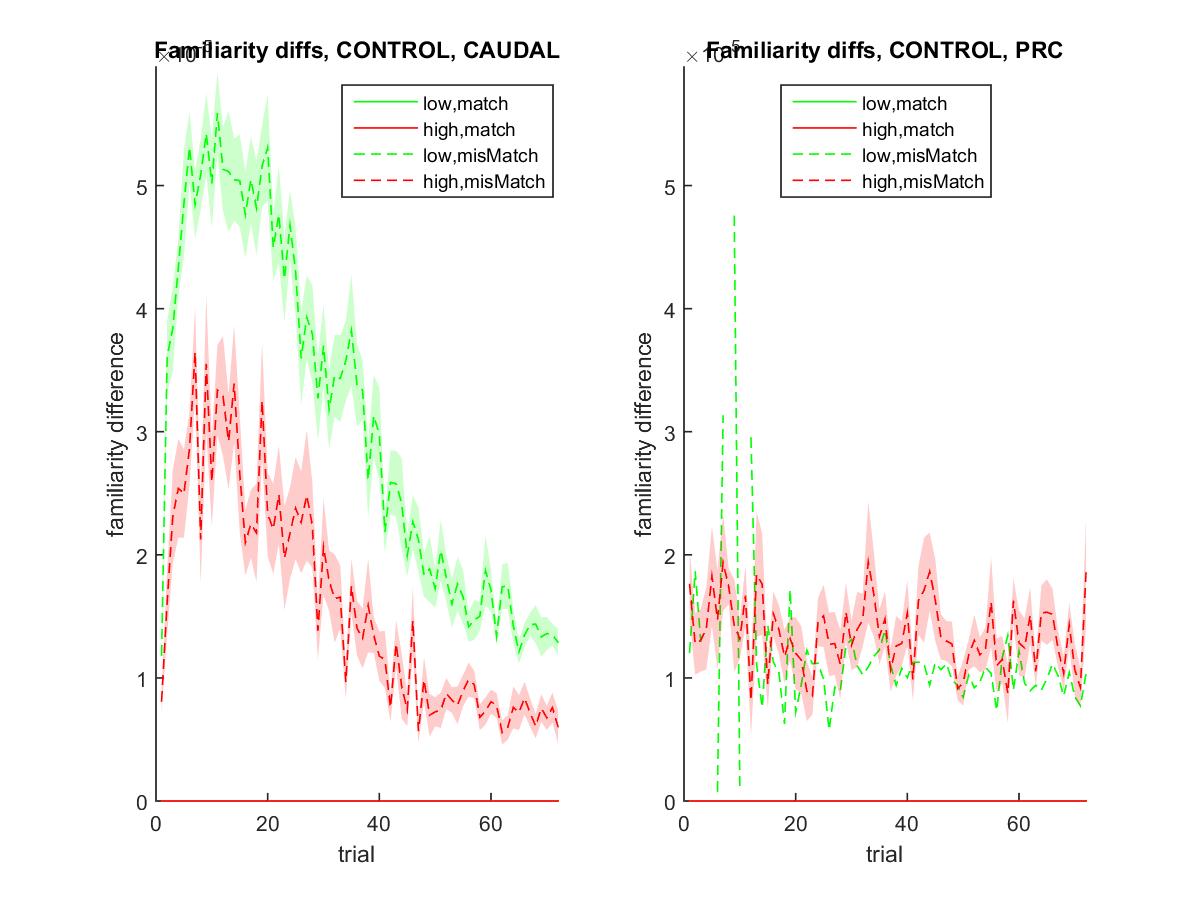 Familiarity diffs, CONTROL, CAUDAL
low,match
high,match
low,misMatch
high,misMatch
5
4
3
2
1
0
familiarity difference
0 20 40 60
trial
Familiarity diffs, CONTROL, PRC
low,match
high,match
low,misMatch
high,misMatch
5
4
3
2
1
0
familiarity difference
0 20 40 60
trial